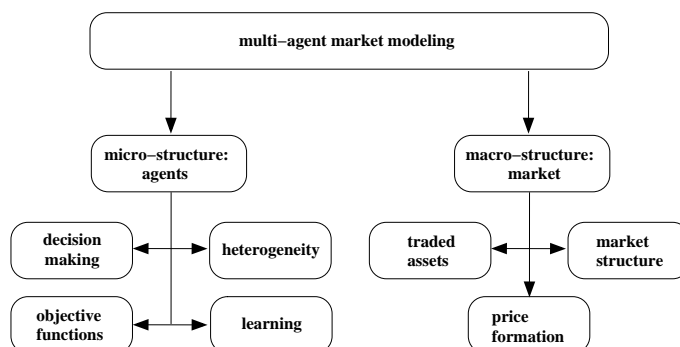 multi−agent market modeling
micro−structure:
agents
macro−structure:
market
decision
making
heterogeneity
traded
assets
market
structure
objective
functions
learning
price
formation